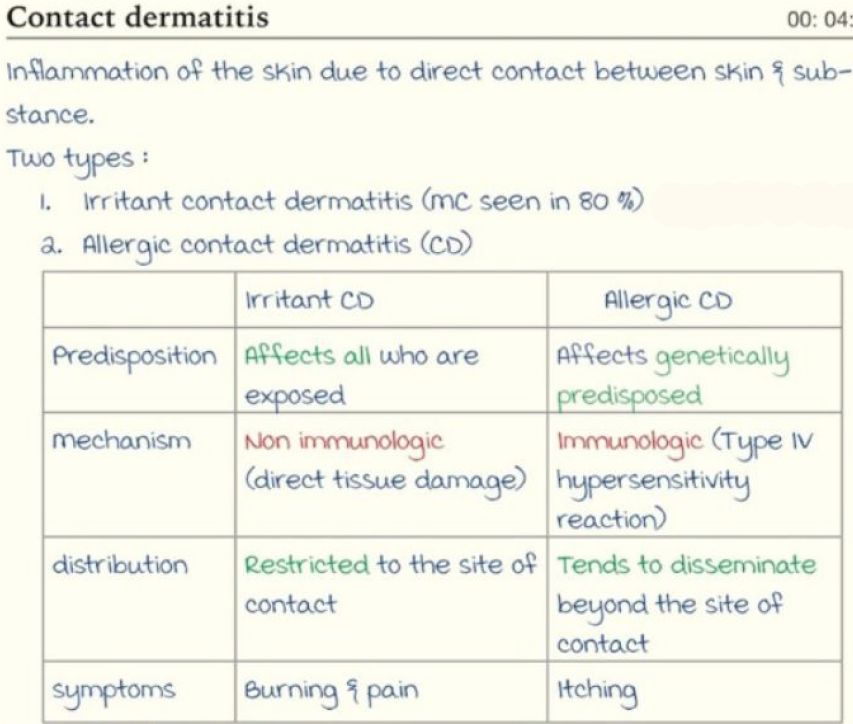 Contact dermatitis 00: 04:
Inflammation of the skin due to direct contact between skin & sub-
stance.
Two types :
1. Irritant contact dermatitis (mc seen in 80 %)
2. Allergic contact dermatitis (CD)
Irritant CD Allergic CD
Predisposition Affects all who are Affects genetically
exposed predisposed
mechanism Non immunologic Immunologic (Type IV
(direct tissue damage) hypersensitivity
reaction)
distribution Restricted to the site of Tends to disseminate
contact beyond the site of
contact
symptoms Burning & pain Itching